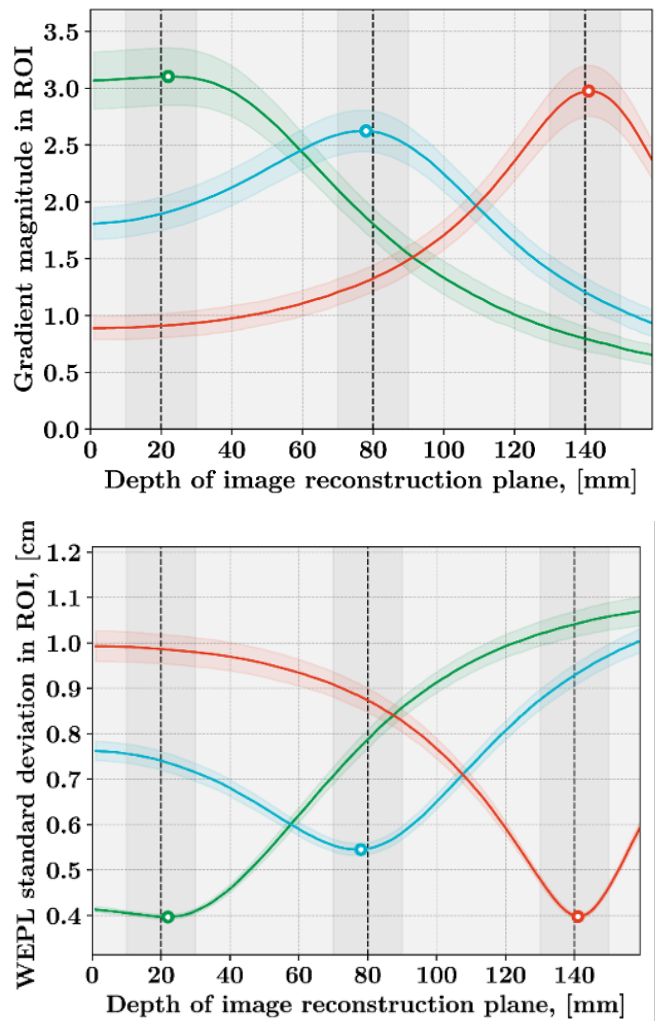 3.5
3.0
2.5
2.0
1.5
1.0
0.5
0.0
Gradient magnitude in ROI
0 20 40 60 80 100 120 140
Depth of image reconstruction plane, [mm]
1.2
1.1
1.0
0.9
0.8
0.7
0.6
0.5
0.4
WEPL standard deviation in ROI, [cm
0 20 40 60 80 100 120 140
Depth of image reconstruction plane, [mm]